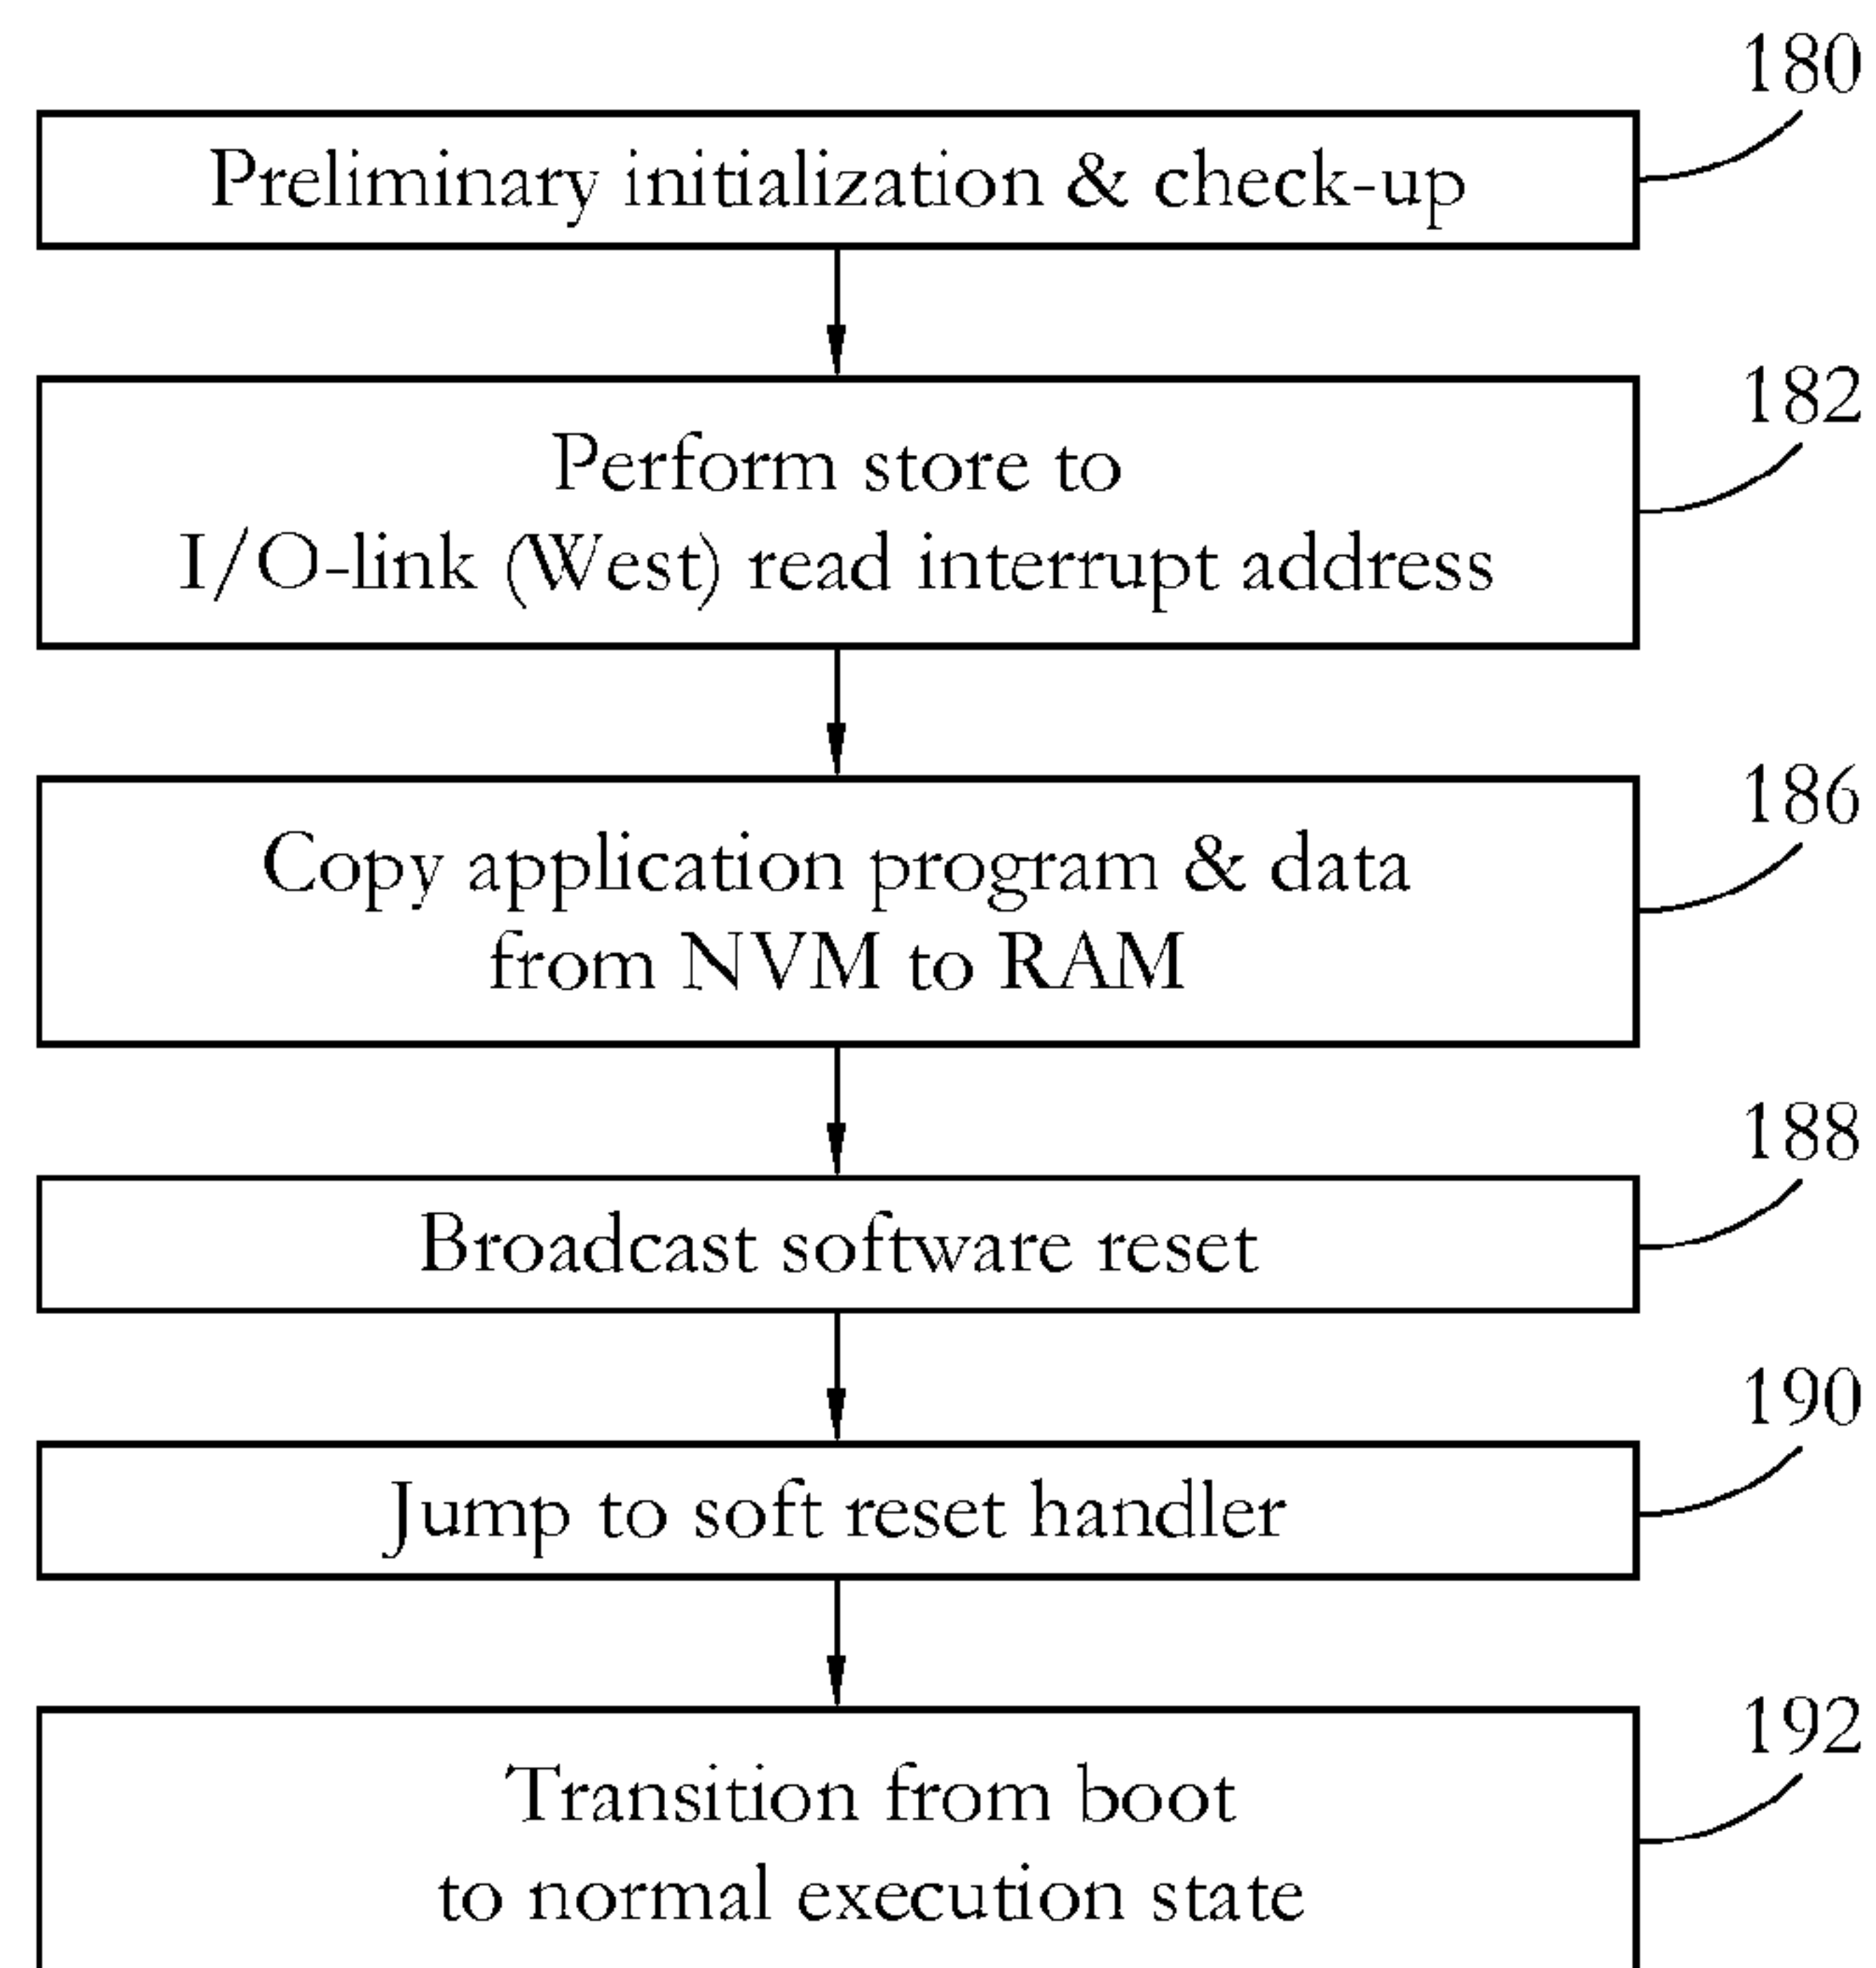 180
Preliminary initialization & check-up
182
Perform store to
I/O-link (West) read interrupt address
186
Copy application program & data
from NVM to RAM
188
Broadcast software reset
190
Jump to soft reset handler
192
Transition from boot
to normal execution state